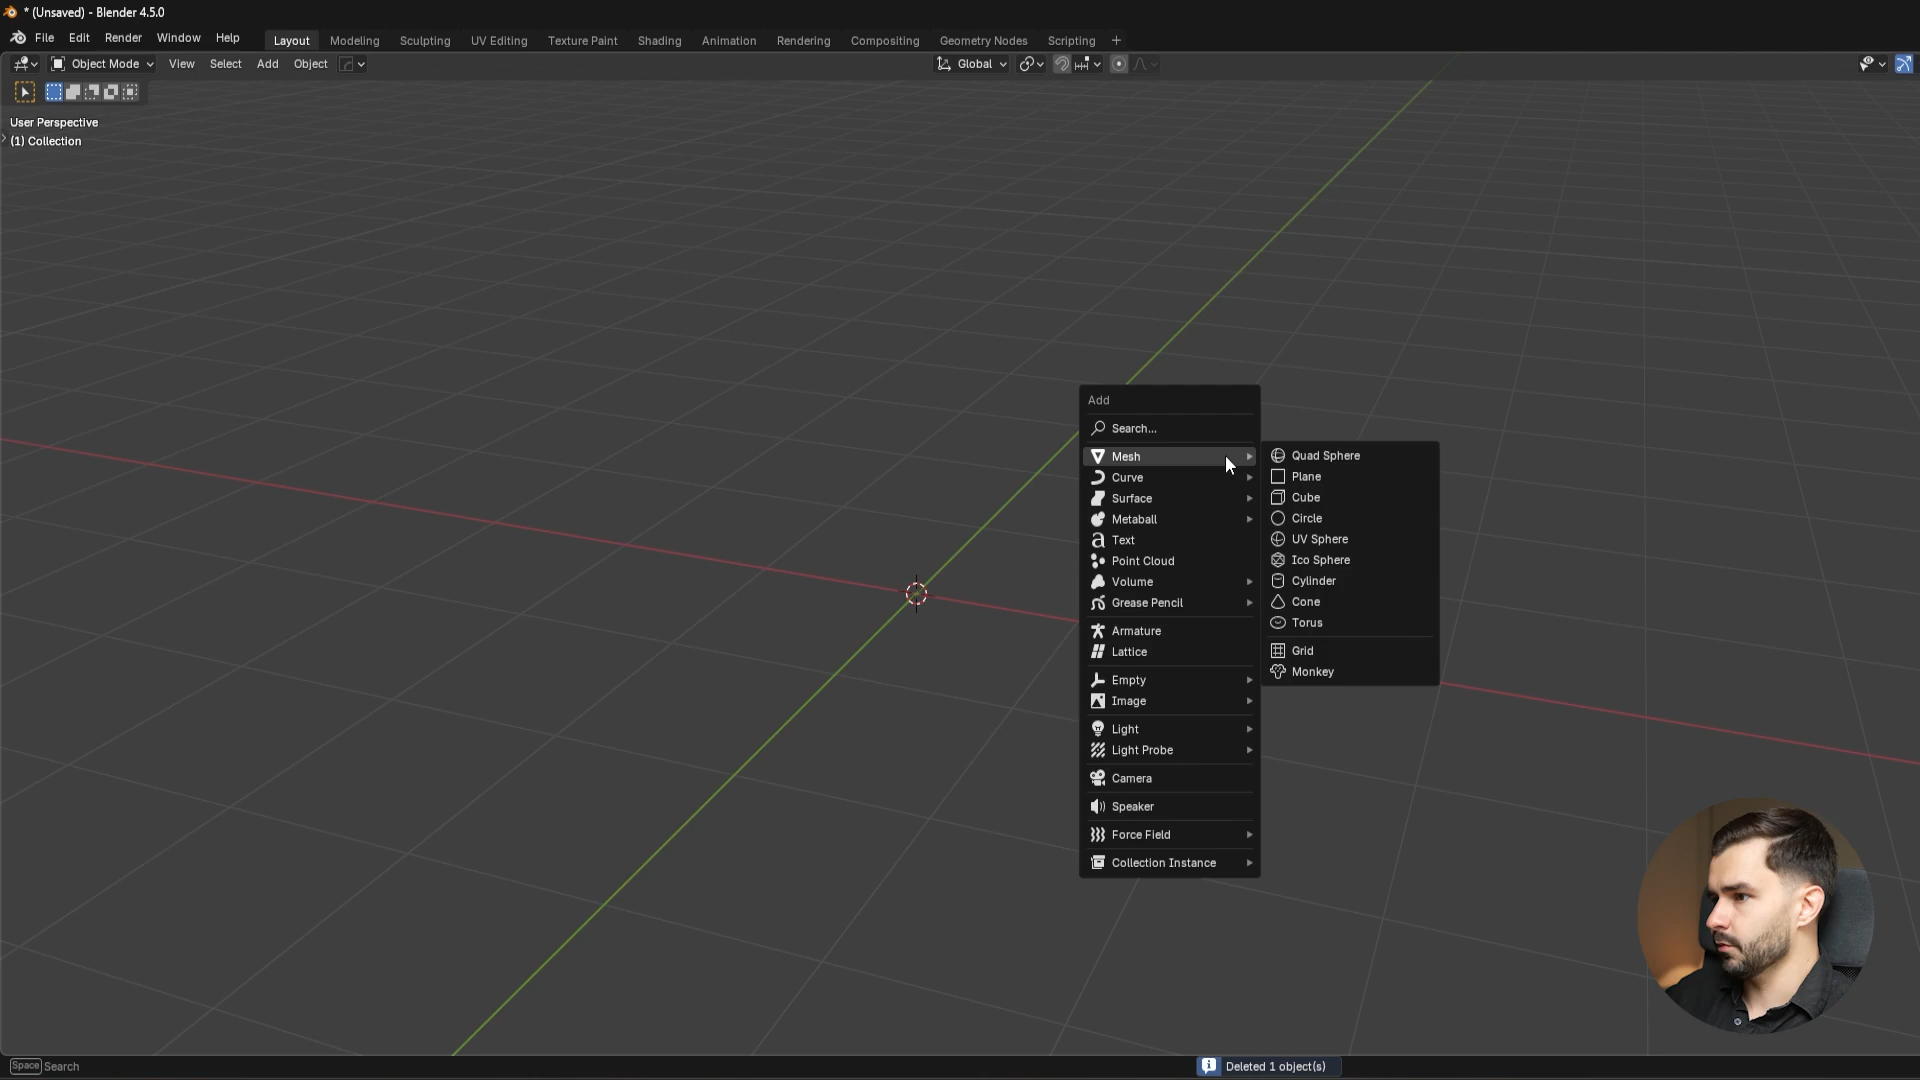 * (Unsaved) - Blender 4.5.0
File Edit Render Window Help Layout Modeling Sculpting UV Editing Texture Paint Shading Animation Rendering Compositing Geometry Nodes Scripting +
Object Mode View Select Add Object Global
User Perspective
(1) Collection
Add
Search...
Mesh
Curve
Surface
Metaball
Text
Point Cloud
Volume
Grease Pencil
Armature
Lattice
Empty
Image
Light
Light Probe
Camera
Speaker
Force Field
Collection Instance
Quad Sphere
Plane
Cube
Circle
UV Sphere
Ico Sphere
Cylinder
Cone
Torus
Grid
Monkey
Space Search
Deleted 1 object(s)